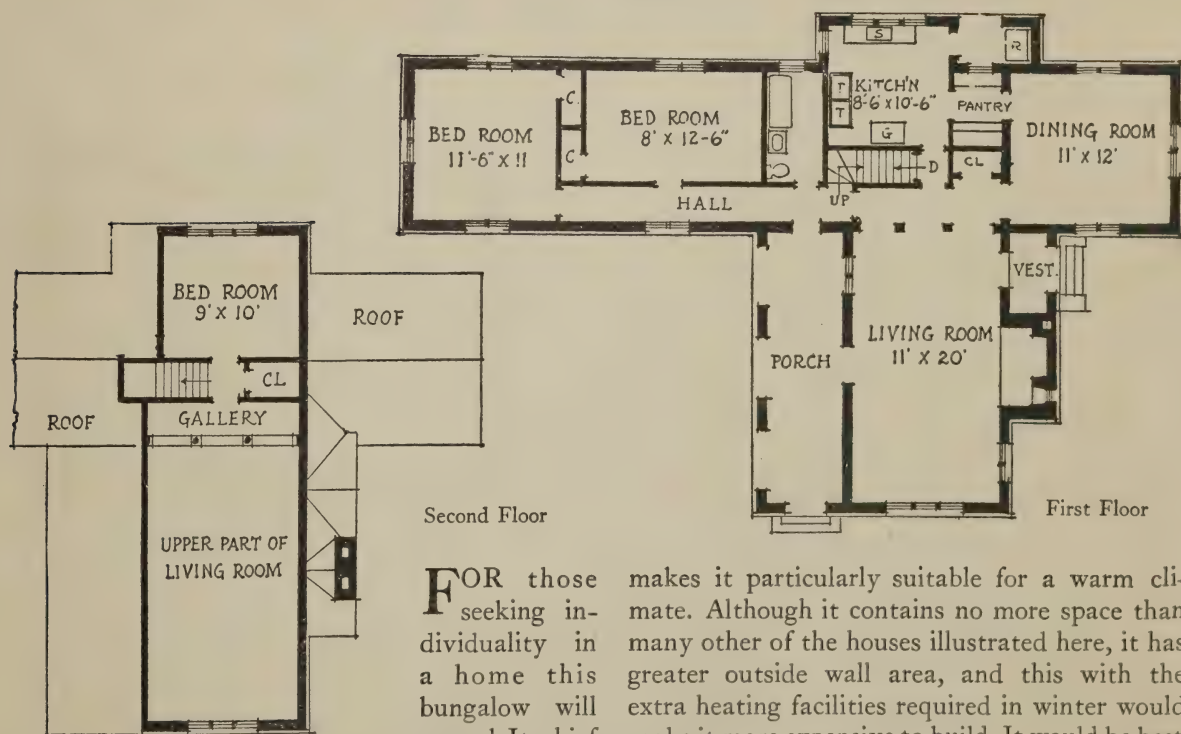 S
R
KITCH'N
8'-6" x 10'-6"
T
T
G
PANTRY
BED ROOM
11'-6" X 11
C.
C
BED ROOM
8' X 12-6"
DINING ROOM
11' X 12'
CL
D
UP
HALL
VEST.
LIVING ROOM
11' X 20'
PORCH
First Floor
BED ROOM
9' X 10'
ROOF
CL
ROOF
GALLERY
UPPER PART OF
LIVING ROOM
Second Floor
FOR those
seeking in-
dividuality in
a home this
bungalow will
makes it particularly suitable for a warm cli-
mate. Although it contains no more space than
many other of the houses illustrated here, it has
greater outside wall area, and this with the
extra heating facilities required in winter would